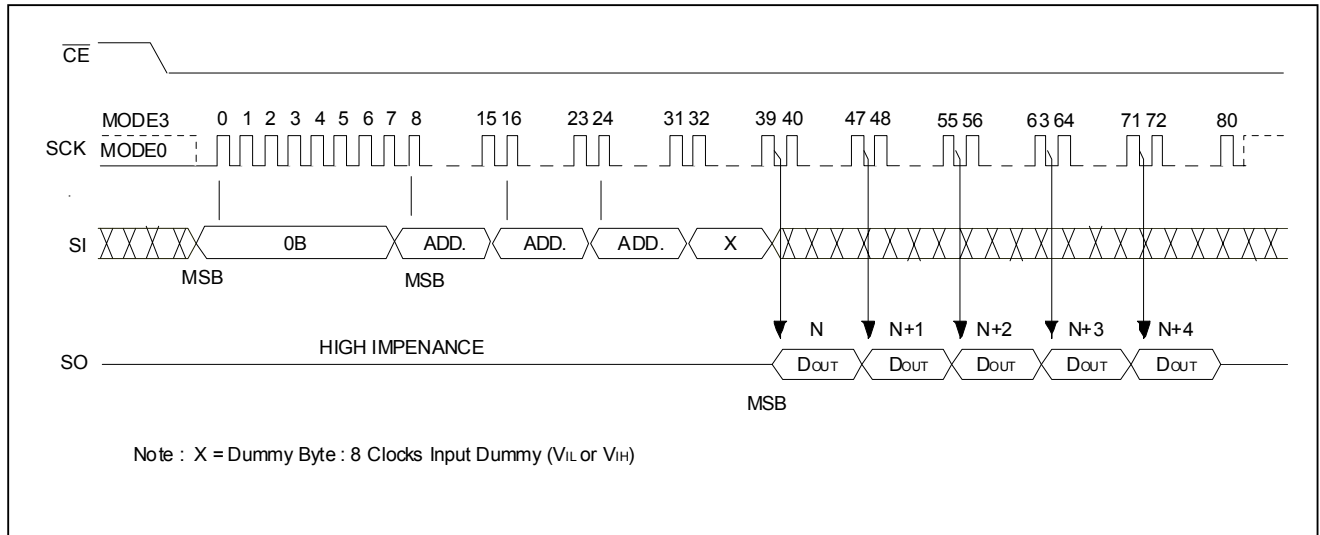 CE
MODE3 0 1 2 3 4 5 6 7 8 15 16 23 24 31 32 39 40 47 48 55 56 63 64 71 72 80
SCK MODE0
SI 0B ADD. ADD. ADD. X
MSB MSB
N N+1 N+2 N+3 N+4
HIGH IMPENANCE
SO DOUT DOUT DOUT DOUT DOUT
MSB
Note : X = Dummy Byte : 8 Clocks Input Dummy (VIL or VIH)